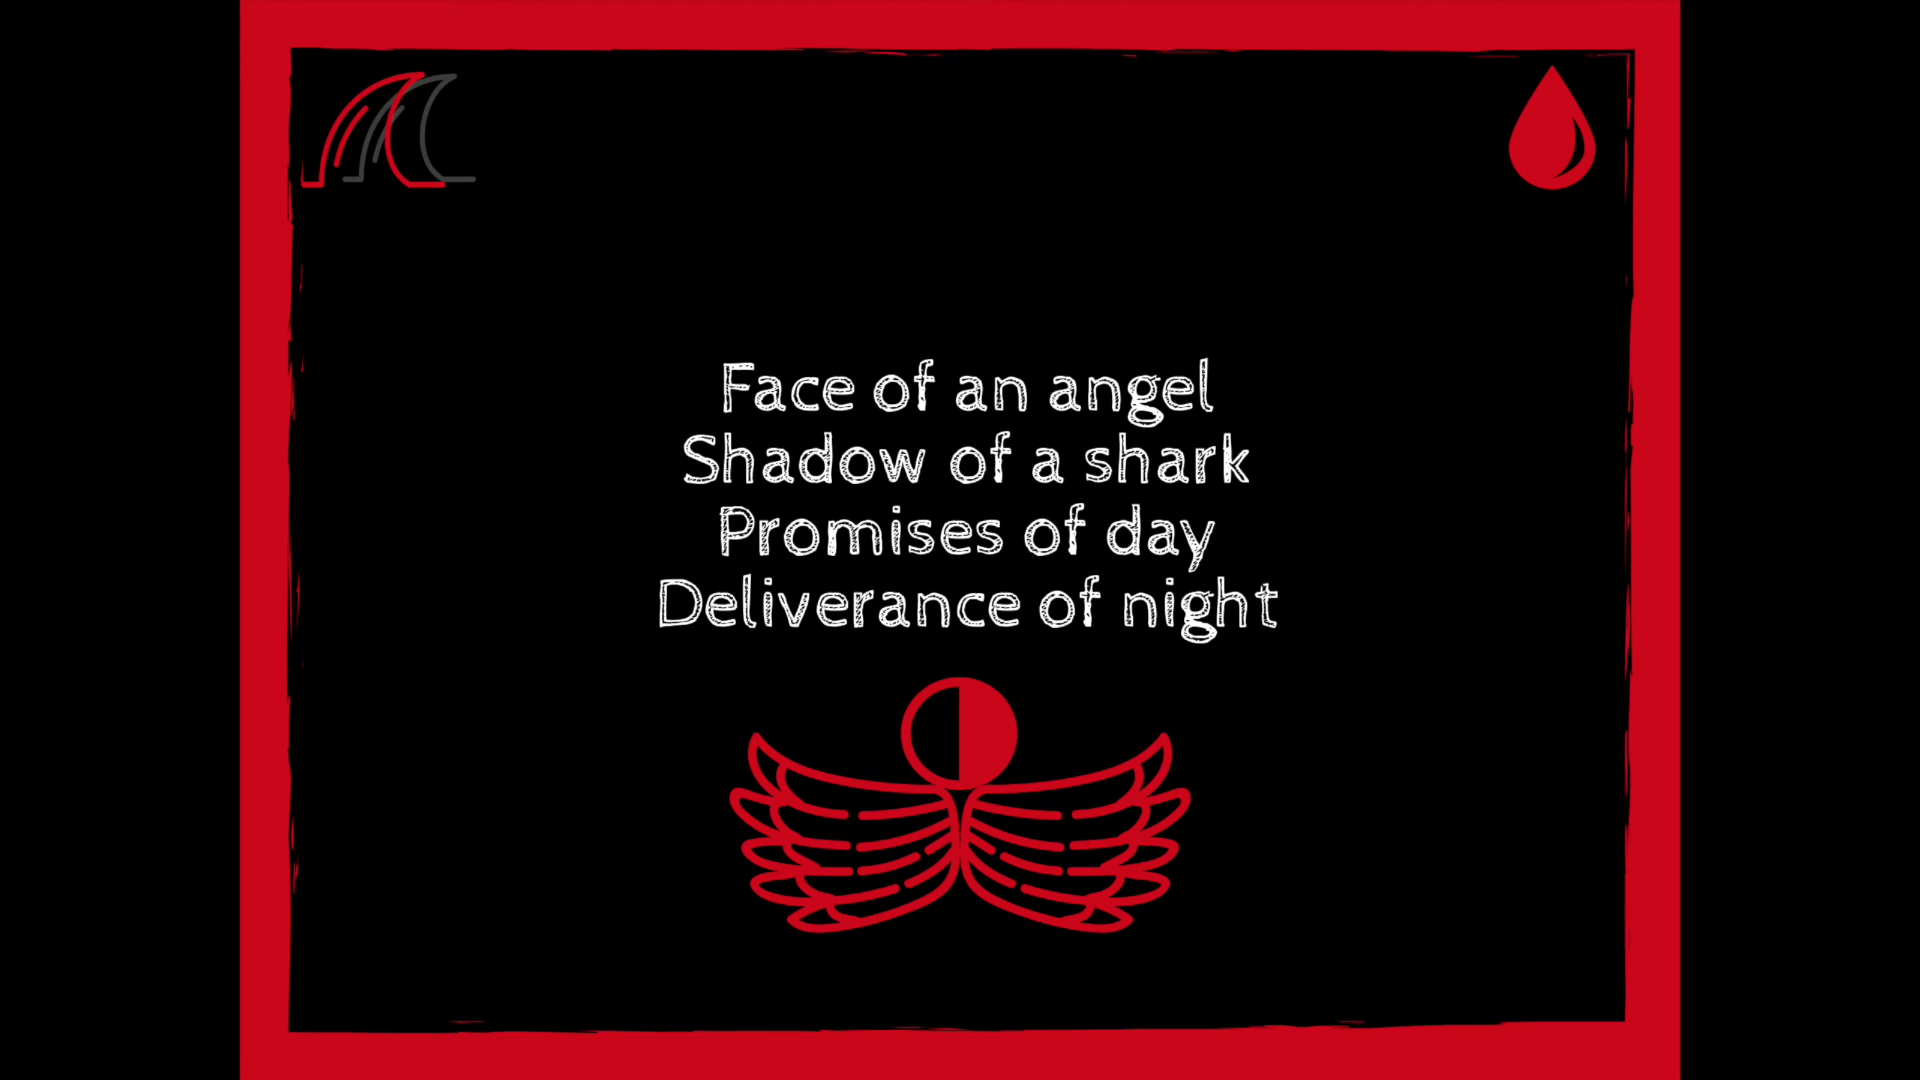 Face of an angel
Shadow of a shark
Promises of day
Deliverance of night